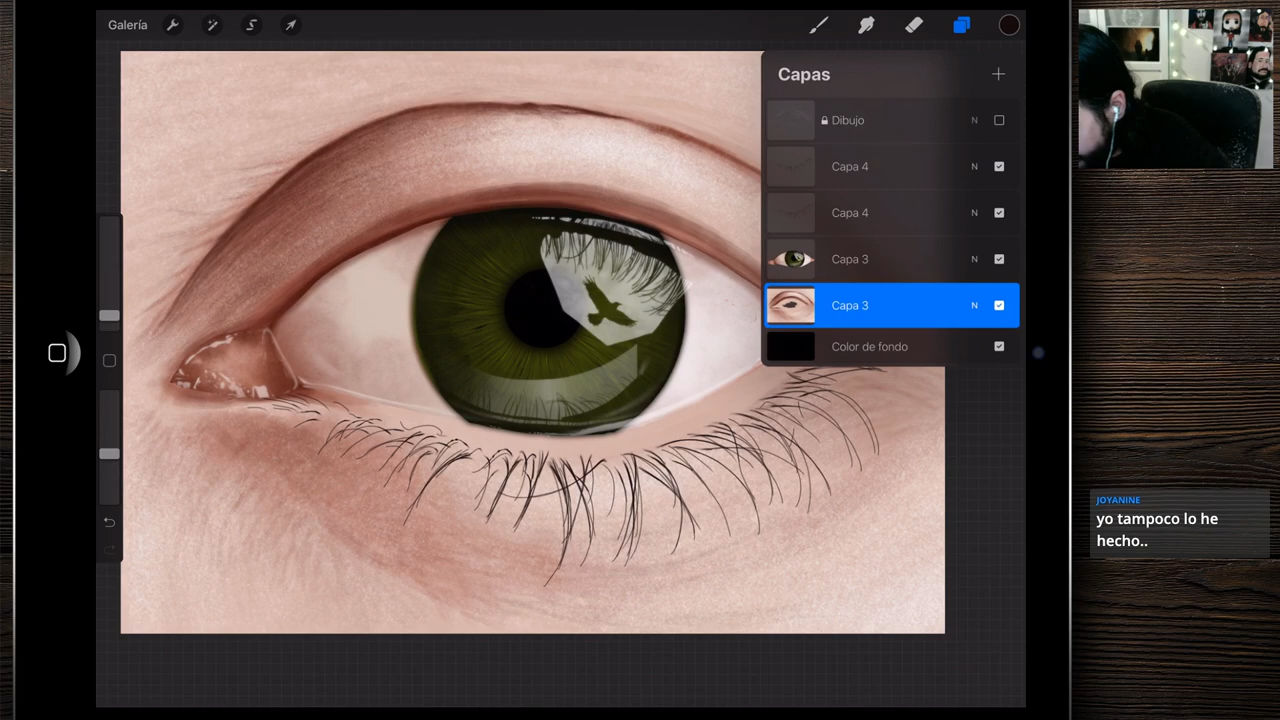 Galería
Capas
Dibujo
N
Capa 4
N
Capa 4
N
Capa 3
N
Capa 3
N
Color de fondo
JOYANINE
yo tampoco lo he
hecho..